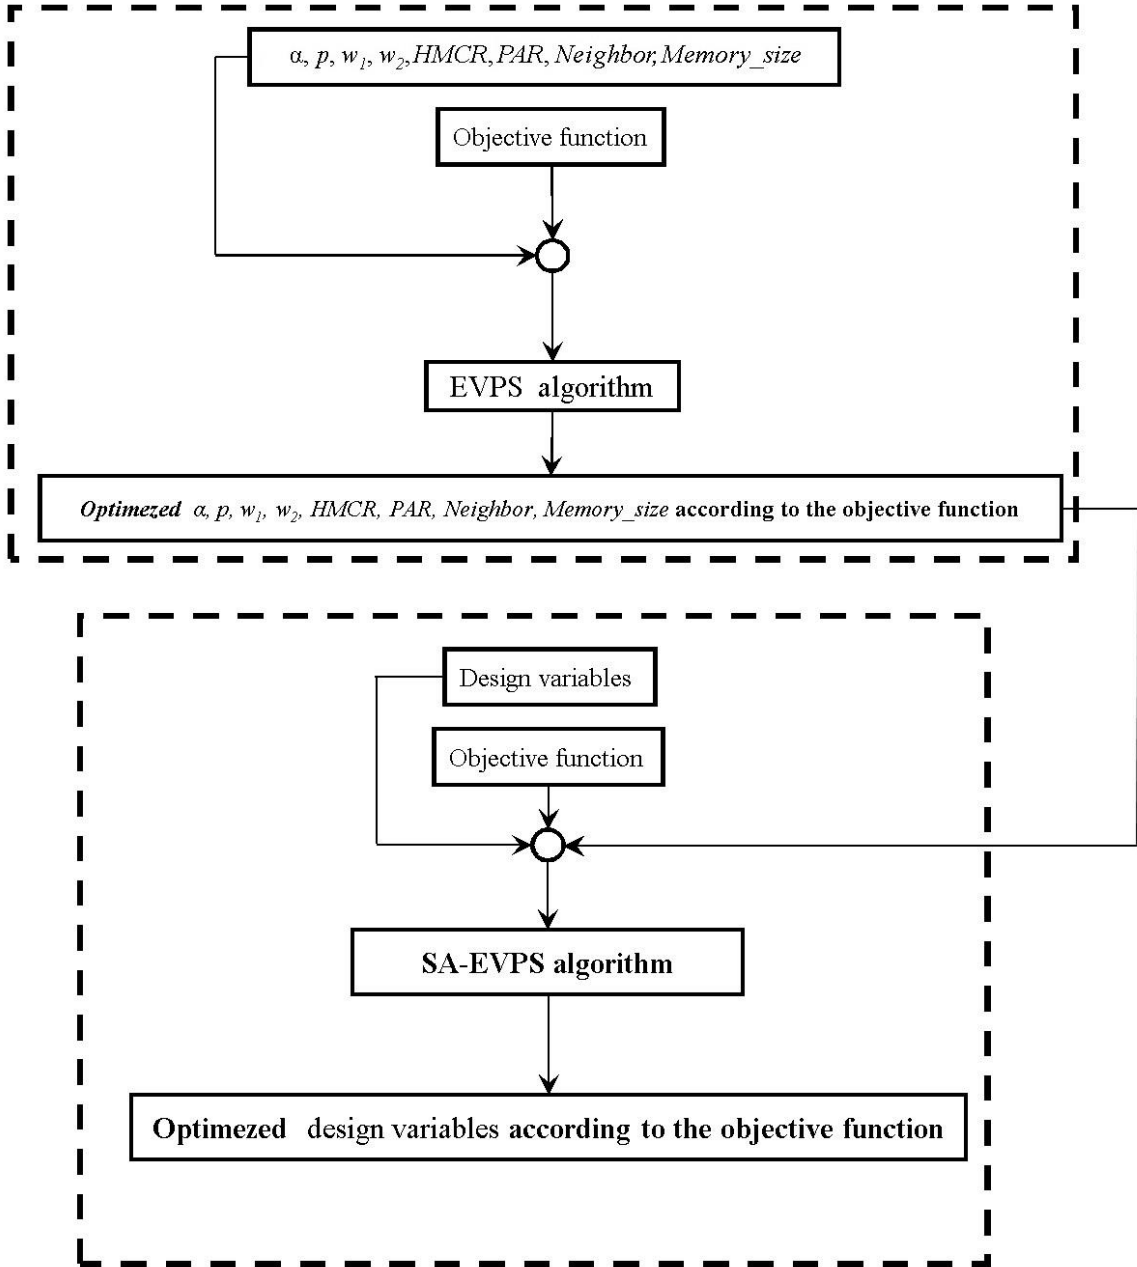 α, p, w1, w2, HMCR, PAR, Neighbor, Memory_size
Objective function
EVPS algorithm
Optimezed α, p, w1, w2, HMCR, PAR, Neighbor, Memory_size according to the objective function
Design variables
Objective function
SA-EVPS algorithm
Optimezed design variables according to the objective function